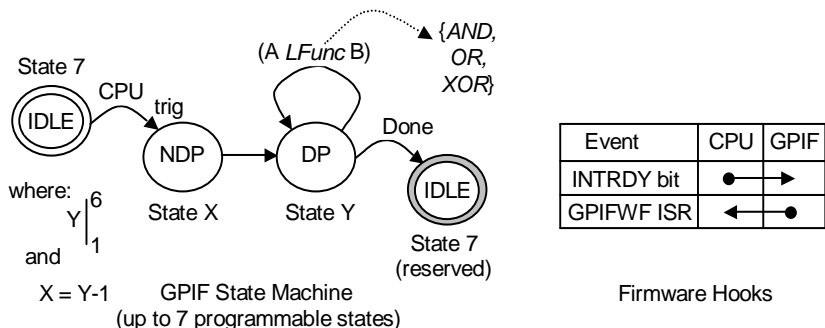 (A LFunc B)
{AND,
OR,
XOR}
State 7
CPU
trig
IDLE
NDP
DP
Done
IDLE
State X
State Y
State 7
(reserved)
where:
Y|
6
1
and
X = Y-1
GPIF State Machine
(up to 7 programmable states)
Event CPU GPIF
INTRDY bit
GPIFWF ISR
Firmware Hooks